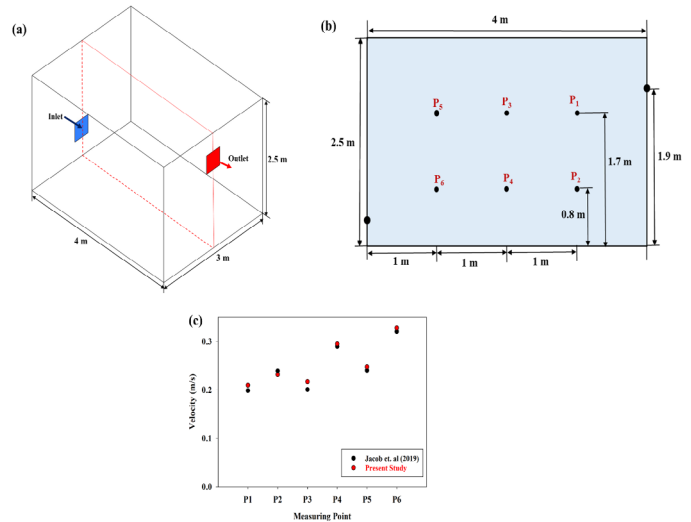 (a)
Inlet
Outlet
2.5 m
4 m
3 m
(b)
4 m
P5
P3
P1
2.5 m
1.7 m
1.9 m
P6
P4
P2
0.8 m
1 m
1 m
1 m
(c)
Velocity (m/s)
0.3
0.2
0.1
0.0
Jacob et. al (2019)
Present Study
P1 P2 P3 P4 P5 P6
Measuring Point